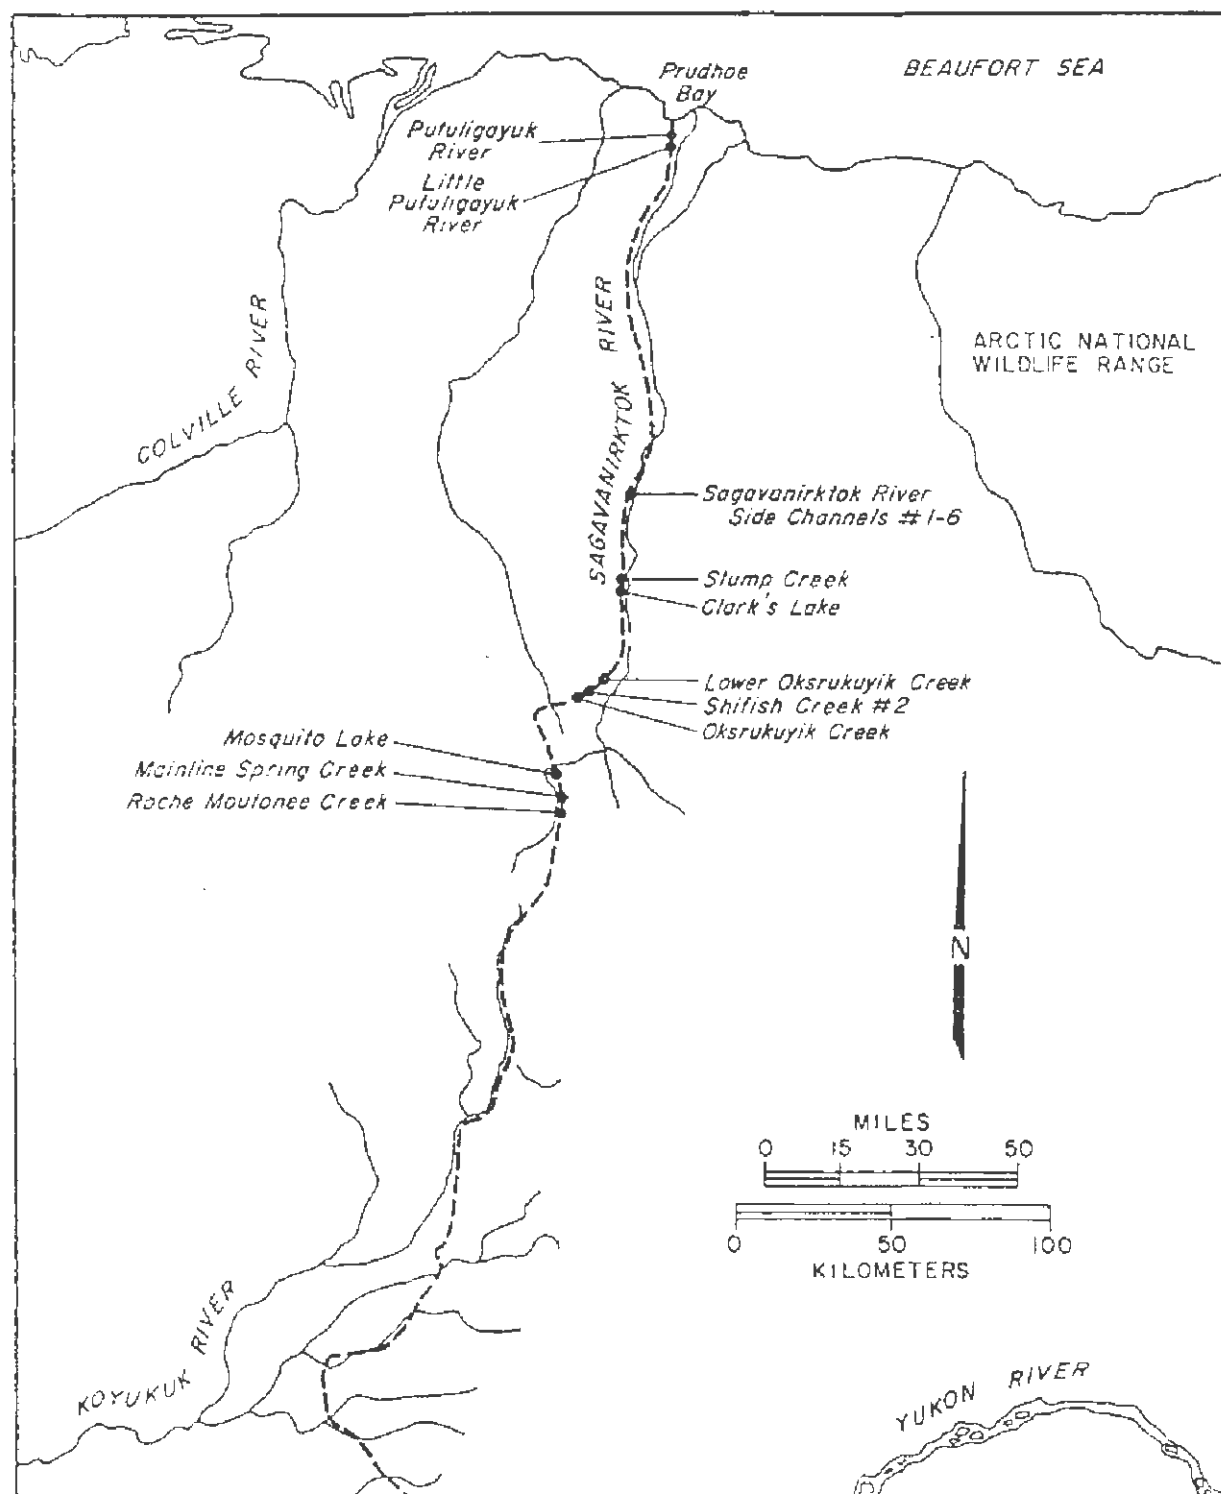 BEAUFORT SEA
Prudhoe
Bay
Putuligayuk
River
Little
Putuligayuk
River
COLVILLE RIVER
SAGAVANIRKTOK RIVER
ARCTIC NATIONAL
WILDLIFE RANGE
Sagavanirktok River
Side Channels #1-6
Stump Creek
Clark's Lake
Lower Oksrukuyik Creek
Shifish Creek #2
Oksrukuyik Creek
Mosquito Lake
Mainline Spring Creek
Roche Moutonee Creek
N
MILES
0 15 30 50
0 50 100
KILOMETERS
KOYUKUK RIVER
YUKON RIVER